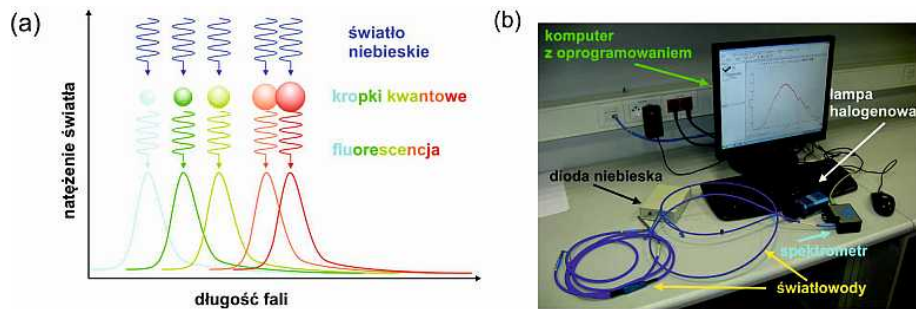 (a)
światło
niebieskie
kropki kwantowe
fluorescencja
natężenie światła
długość fali
(b)
komputer
z oprogramowaniem
lampa
halogenowa
dioda niebieska
spektrometr
światłowody